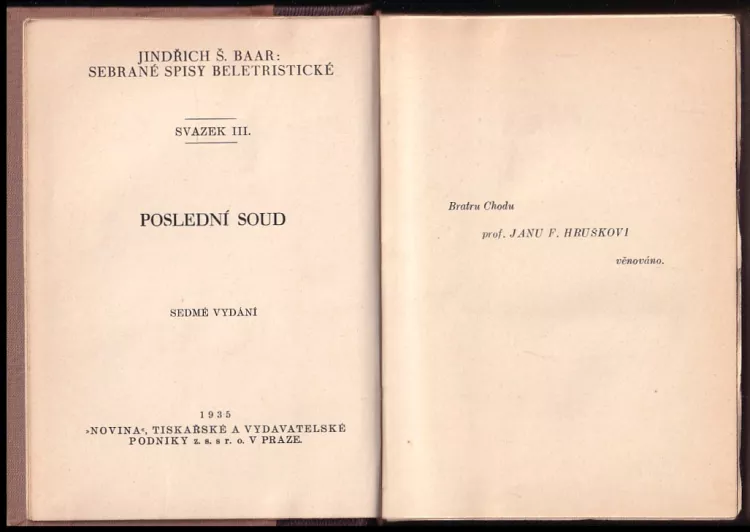 JINDŘICH Š. BAAR:
SEBRANÉ SPISY BELETRISTICKÉ
SVAZEK III.
POSLEDNÍ SOUD
SEDMÉ VYDÁNÍ
1935
»NOVINA«, TISKAŘSKÉ A VYDAVATELSKÉ
PODNIKY z. s. s r. o. V PRAZE.
Bratru Chodu
prof. JANU F. HRUŠKOVI
věnováno.